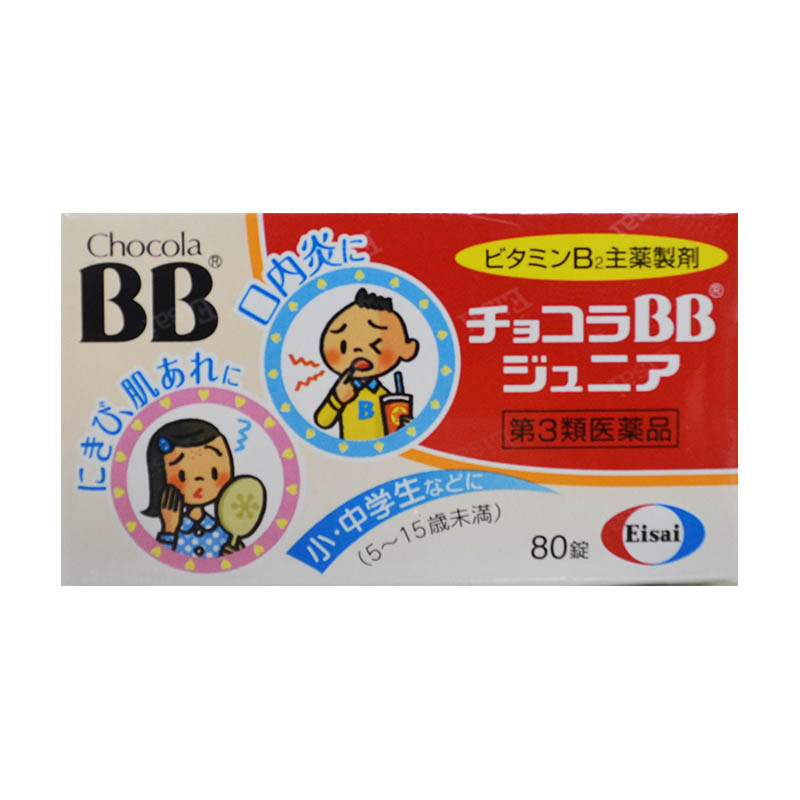 Chocola
BB®
口内炎に
にきび、肌あれに
B
小・中学生などに
(5〜15歳未満)
ビタミンB₂主薬製剤
チョコラBB®
ジュニア
第3類医薬品
80錠
Eisai